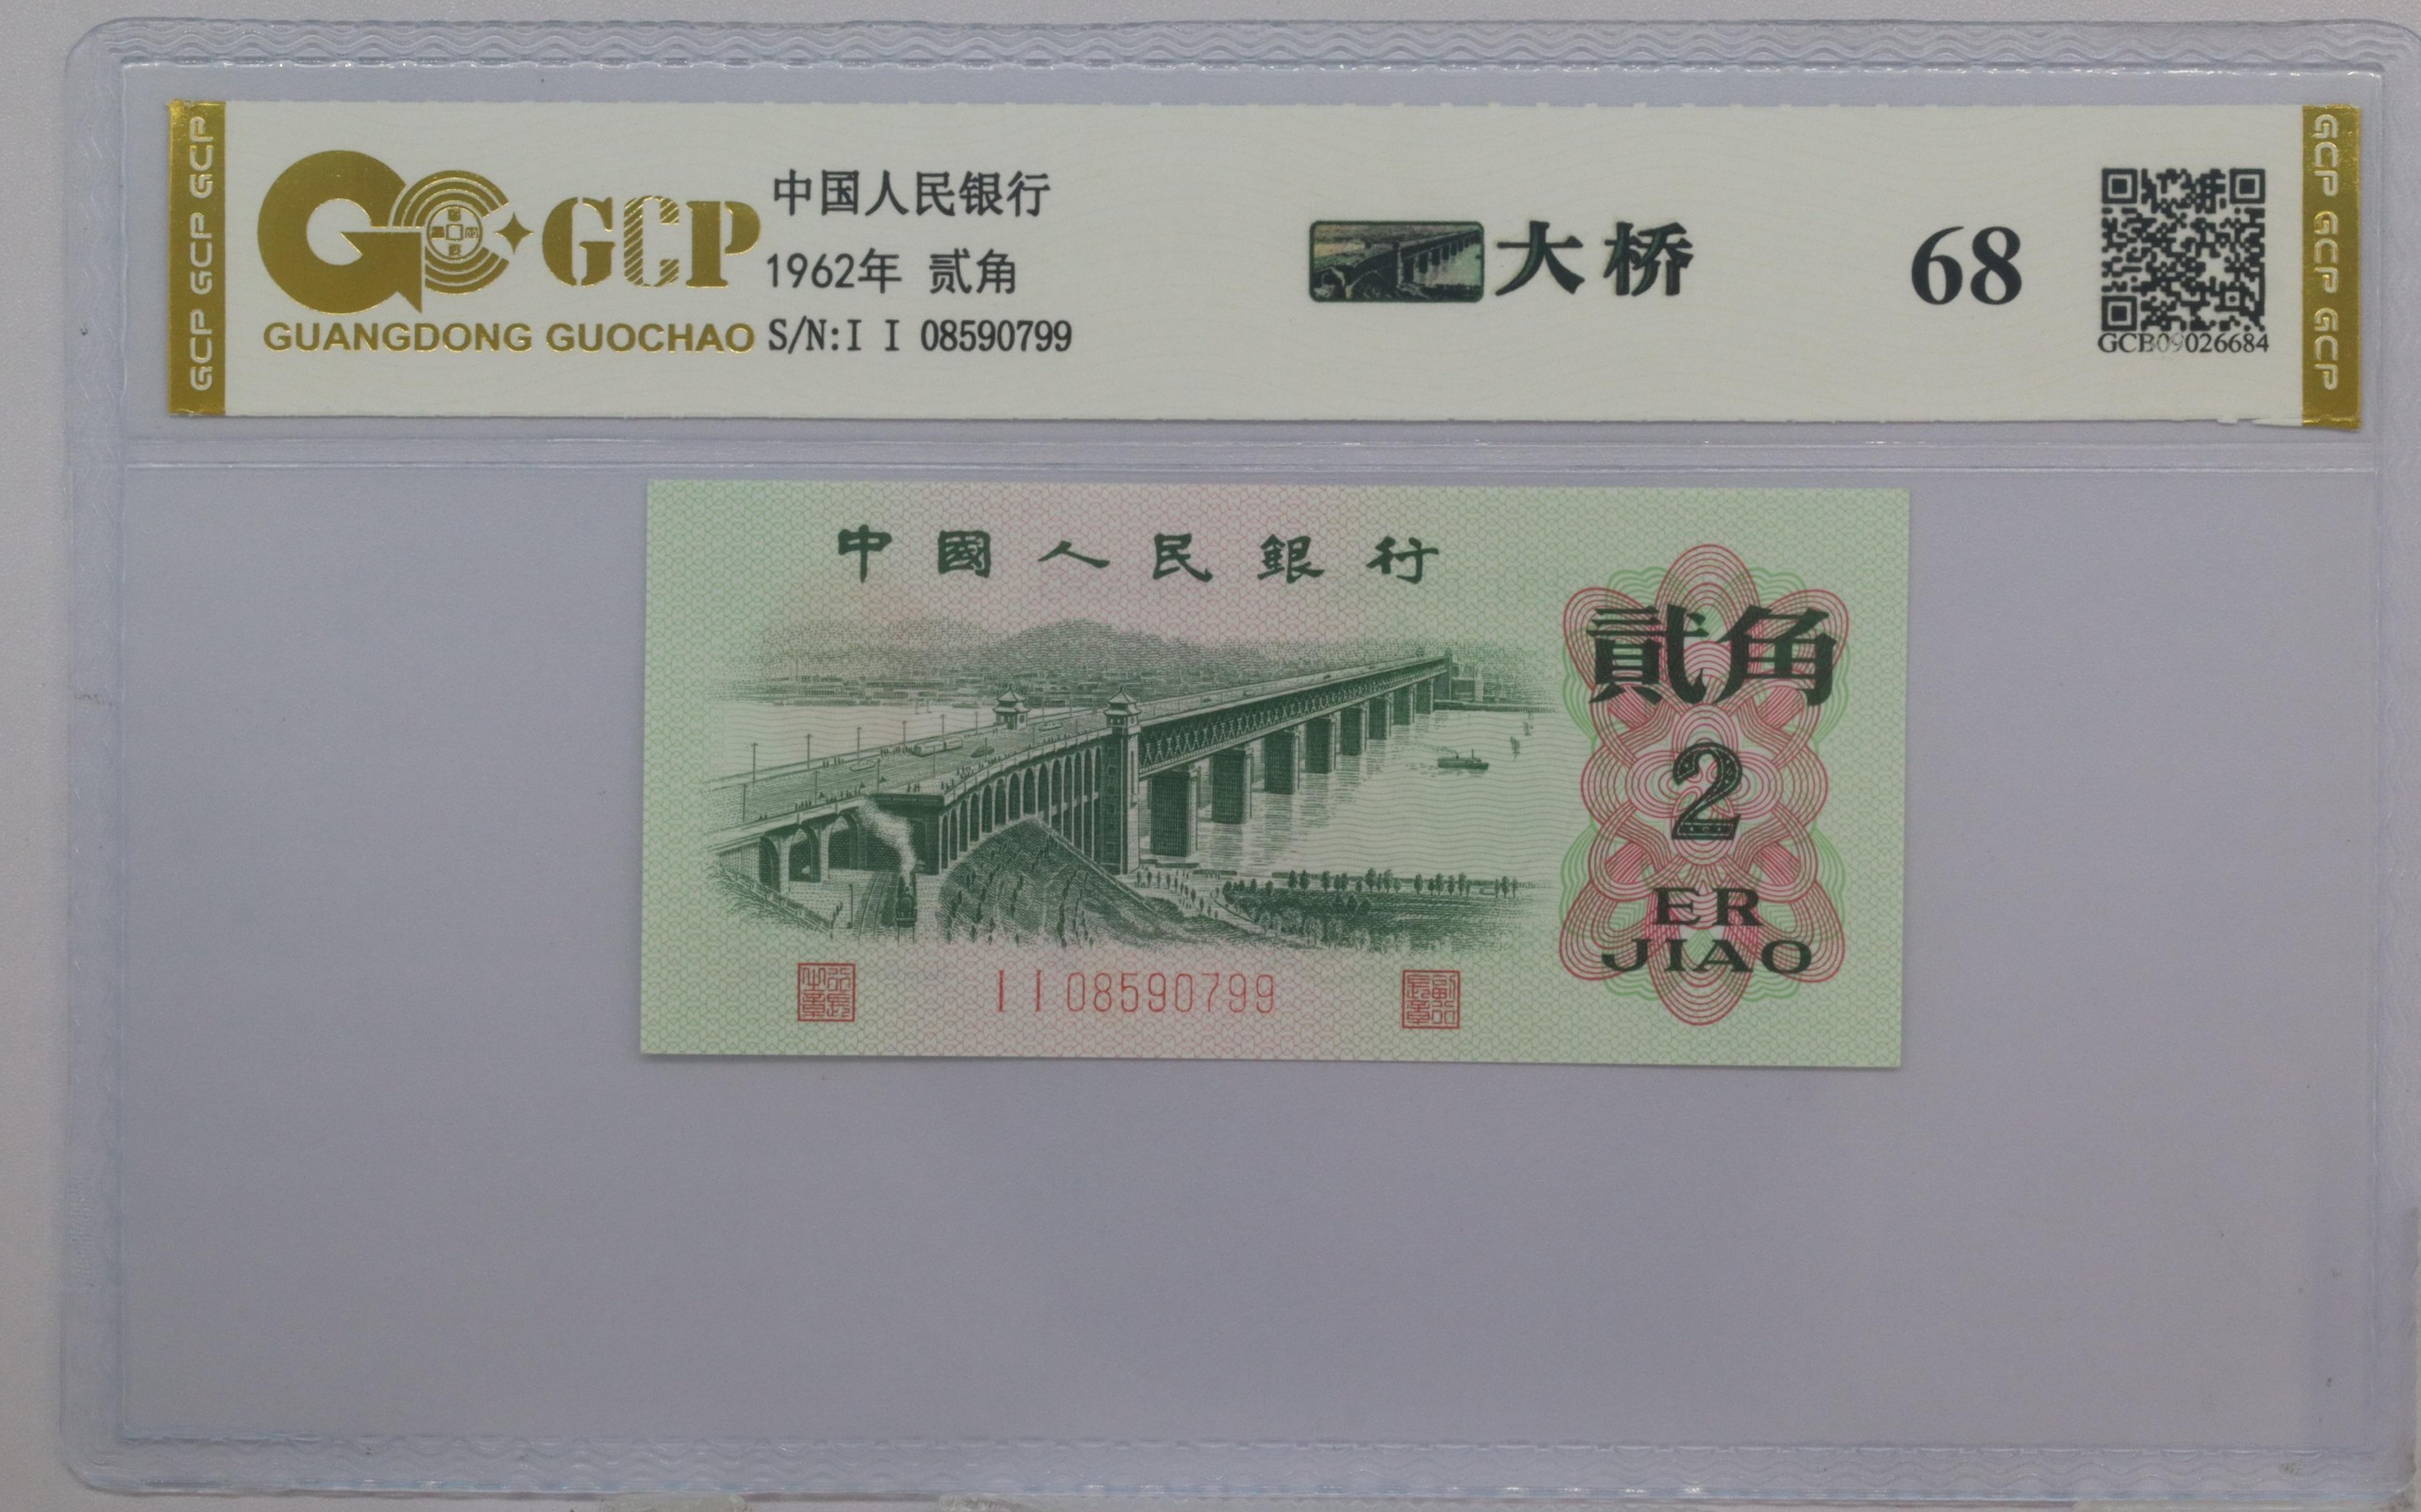 GCP GCP GCP
GCP
GUANGDONG GUOCHAO
中国人民银行
1962年 贰角
S/N:I I 08590799
大桥
68
GCB09026684
GCP GCP GCP
中國人民銀行
貳角
2
ER
JIAO
I I 08590799